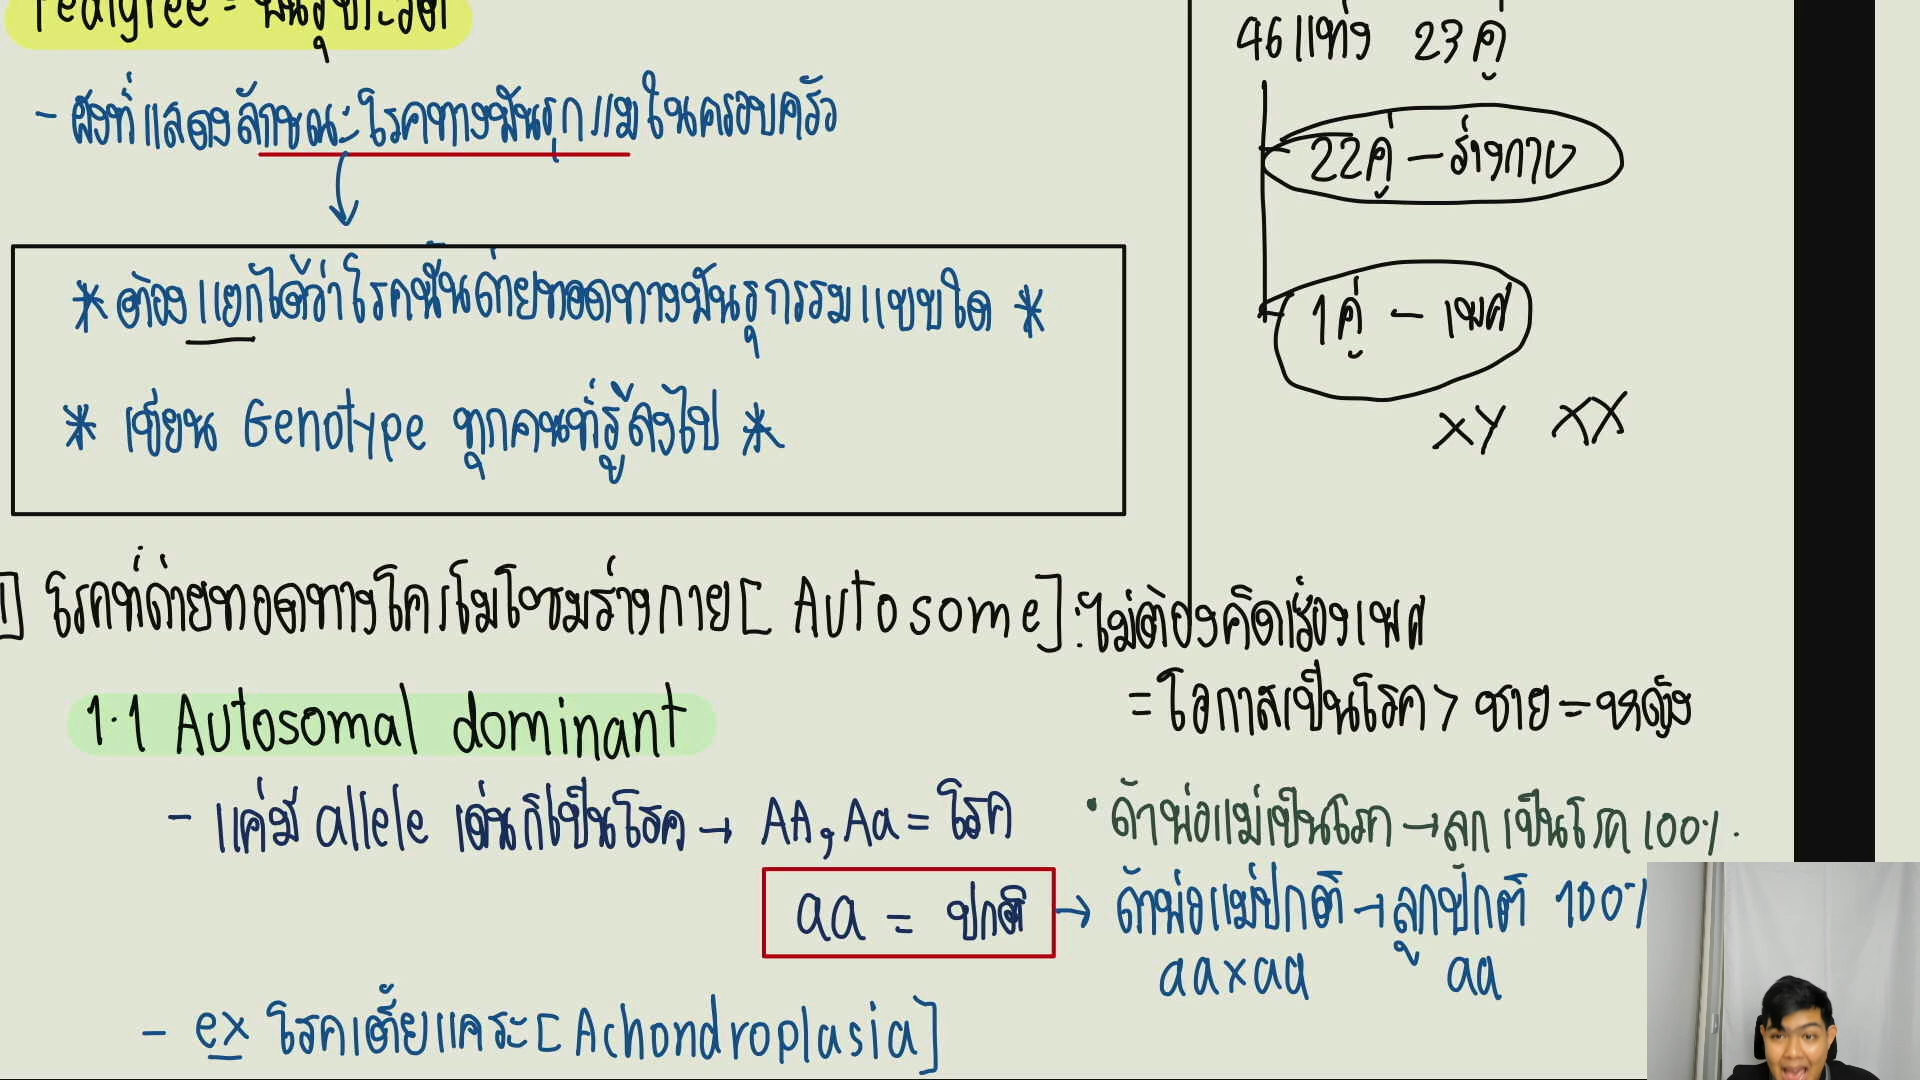 Pedigree = พันธุประวัติ
- ผังที่แสดงลักษณะโรคทางพันธุกรรมในครอบครัว
* ต้องแยกได้ว่าโรคนั้นถ่ายทอดทางพันธุกรรมแบบใด *
* เขียน Genotype ทุกคนที่รู้ลงไป *
46 แท่ง 23 คู่
22 คู่ - ร่างกาย
1 คู่ - เพศ
XY XX
1] โรคที่ถ่ายทอดทางโครโมโซมร่างกาย [Autosome] : ไม่ต้องคิดเรื่องเพศ
= โอกาสเป็นโรค > ชาย = หญิง
1.1 Autosomal dominant
- แค่มี allele เด่นก็เป็นโรค → AA, Aa = โรค
aa = ปกติ
• ถ้าพ่อแม่เป็นโรค → ลูกเป็นโรค 100%
→ ถ้าพ่อแม่ปกติ → ลูกปกติ 100%
aa x aa aa
- ex โรคเตี้ยแคระ [Achondroplasia]